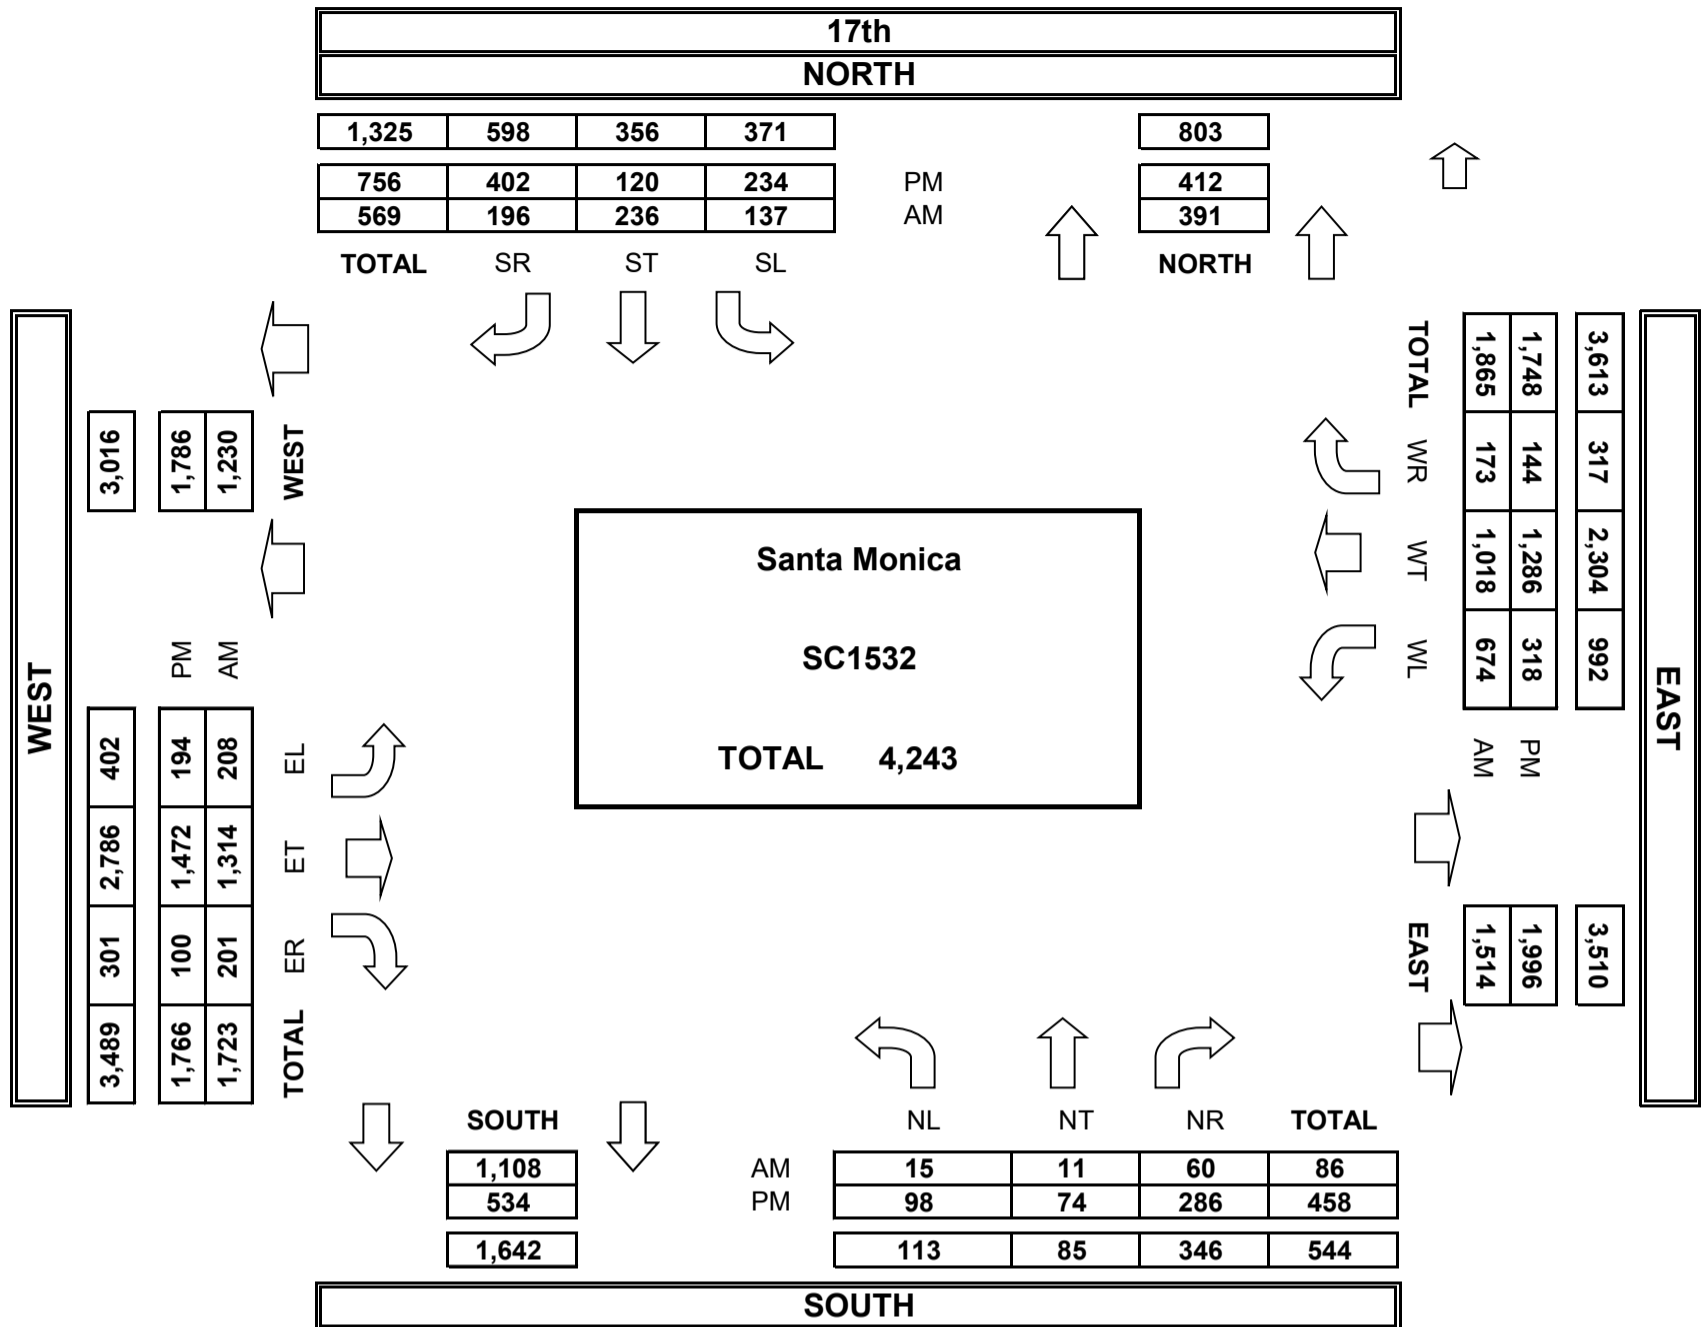 17th
NORTH
1,325 598 356 371
803
756 402 120 234 PM 412
569 196 236 137 AM 391
TOTAL SR ST SL NORTH
WEST
3,016
1,786
1,230
WEST
PM AM
402 2,786 301 3,489
194 1,472 100 1,766
208 1,314 201 1,723
EL ET ER TOTAL
Santa Monica
SC1532
TOTAL 4,243
TOTAL WR WT WL
1,865 173 1,018 674 AM
1,748 144 1,286 318 PM
3,613 317 2,304 992
EAST
1,514
1,996
3,510
EAST
SOUTH NL NT NR TOTAL
1,108 AM 15 11 60 86
534 PM 98 74 286 458
1,642 113 85 346 544
SOUTH